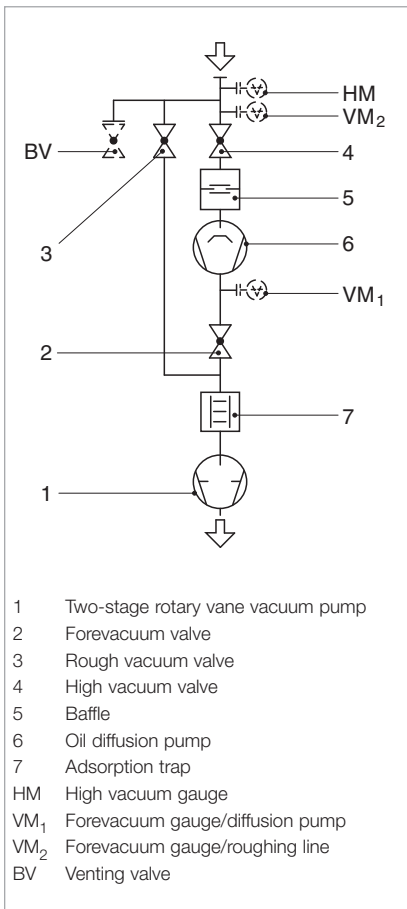 HM
VM₂
BV
4
3
5
6
VM₁
2
7
1
1 Two-stage rotary vane vacuum pump
2 Forevacuum valve
3 Rough vacuum valve
4 High vacuum valve
5 Baffle
6 Oil diffusion pump
7 Adsorption trap
HM High vacuum gauge
VM₁ Forevacuum gauge/diffusion pump
VM₂ Forevacuum gauge/roughing line
BV Venting valve